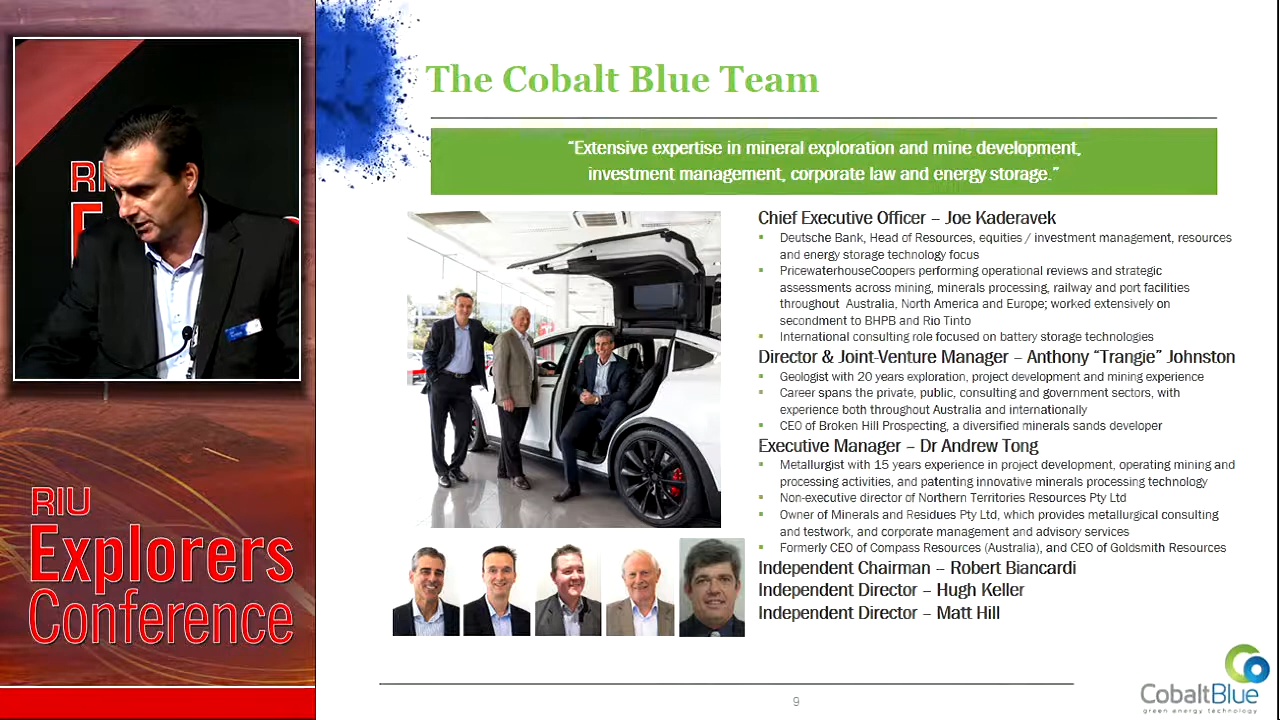 The Cobalt Blue Team
“Extensive expertise in mineral exploration and mine development,
investment management, corporate law and energy storage.”
Chief Executive Officer – Joe Kaderavek
Deutsche Bank, Head of Resources, equities / investment management, resources
and energy storage technology focus
PricewaterhouseCoopers performing operational reviews and strategic
assessments across mining, minerals processing, railway and port facilities
throughout Australia, North America and Europe; worked extensively on
secondment to BHPB and Rio Tinto
International consulting role focused on battery storage technologies
Director & Joint-Venture Manager – Anthony “Trangie” Johnston
Geologist with 20 years exploration, project development and mining experience
Career spans the private, public, consulting and government sectors, with
experience both throughout Australia and internationally
CEO of Broken Hill Prospecting, a diversified minerals sands developer
Executive Manager – Dr Andrew Tong
Metallurgist with 15 years experience in project development, operating mining and
processing activities, and patenting innovative minerals processing technology
Non-executive director of Northern Territories Resources Pty Ltd
Owner of Minerals and Residues Pty Ltd, which provides metallurgical consulting
and testwork, and corporate management and advisory services
Formerly CEO of Compass Resources (Australia), and CEO of Goldsmith Resources
Independent Chairman – Robert Biancardi
Independent Director – Hugh Keller
Independent Director – Matt Hill
RIU
Explorers
Conference
9
CobaltBlue
green energy technology